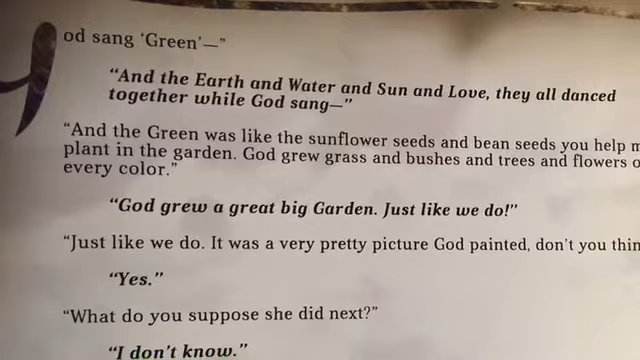 God sang ‘Green’—”
“And the Earth and Water and Sun and Love, they all danced
together while God sang—”
“And the Green was like the sunflower seeds and bean seeds you help
plant in the garden. God grew grass and bushes and trees and flowers
every color.”
“God grew a great big Garden. Just like we do!”
“Just like we do. It was a very pretty picture God painted, don’t you
“Yes.”
“What do you suppose she did next?”
“I don’t know.”